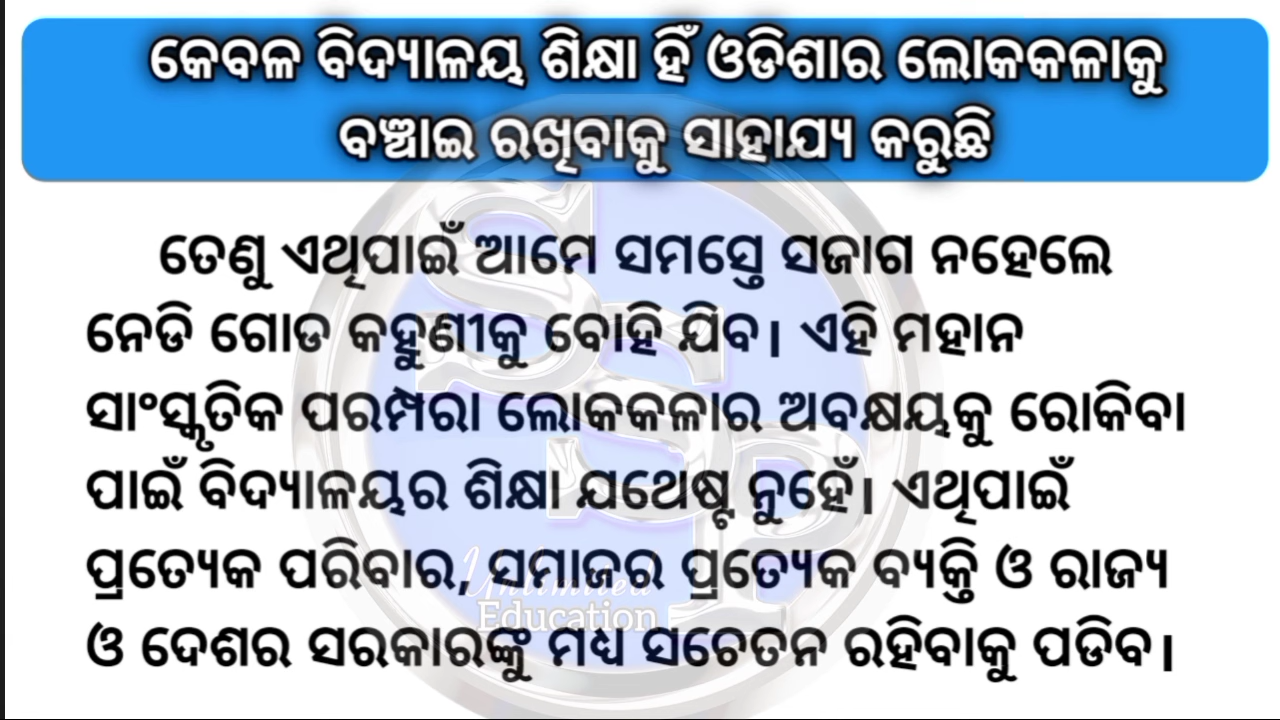 କେବଳ ବିଦ୍ୟାଳୟ ଶିକ୍ଷା ହିଁ ଓଡିଶାର ଲୋକକଳାକୁ
ବଞ୍ଚାଇ ରଖିବାକୁ ସାହାଯ୍ୟ କରୁଛି
ତେଣୁ ଏଥିପାଇଁ ଆମେ ସମସ୍ତେ ସଜାଗ ନହେଲେ
ନେଡି ଗୋଡ କହୁଣୀକୁ ବୋହି ଯିବ। ଏହି ମହାନ
ସାଂସ୍କୃତିକ ପରମ୍ପରା ଲୋକକଳାର ଅବକ୍ଷୟକୁ ରୋକିବା
ପାଇଁ ବିଦ୍ୟାଳୟର ଶିକ୍ଷା ଯଥେଷ୍ଟ ନୁହେଁ। ଏଥିପାଇଁ
ପ୍ରତ୍ୟେକ ପରିବାର, ସମାଜର ପ୍ରତ୍ୟେକ ବ୍ୟକ୍ତି ଓ ରାଜ୍ୟ
ଓ ଦେଶର ସରକାରଙ୍କୁ ମଧ୍ୟ ସଚେତନ ରହିବାକୁ ପଡିବ।
SSP
Unlimited
Education